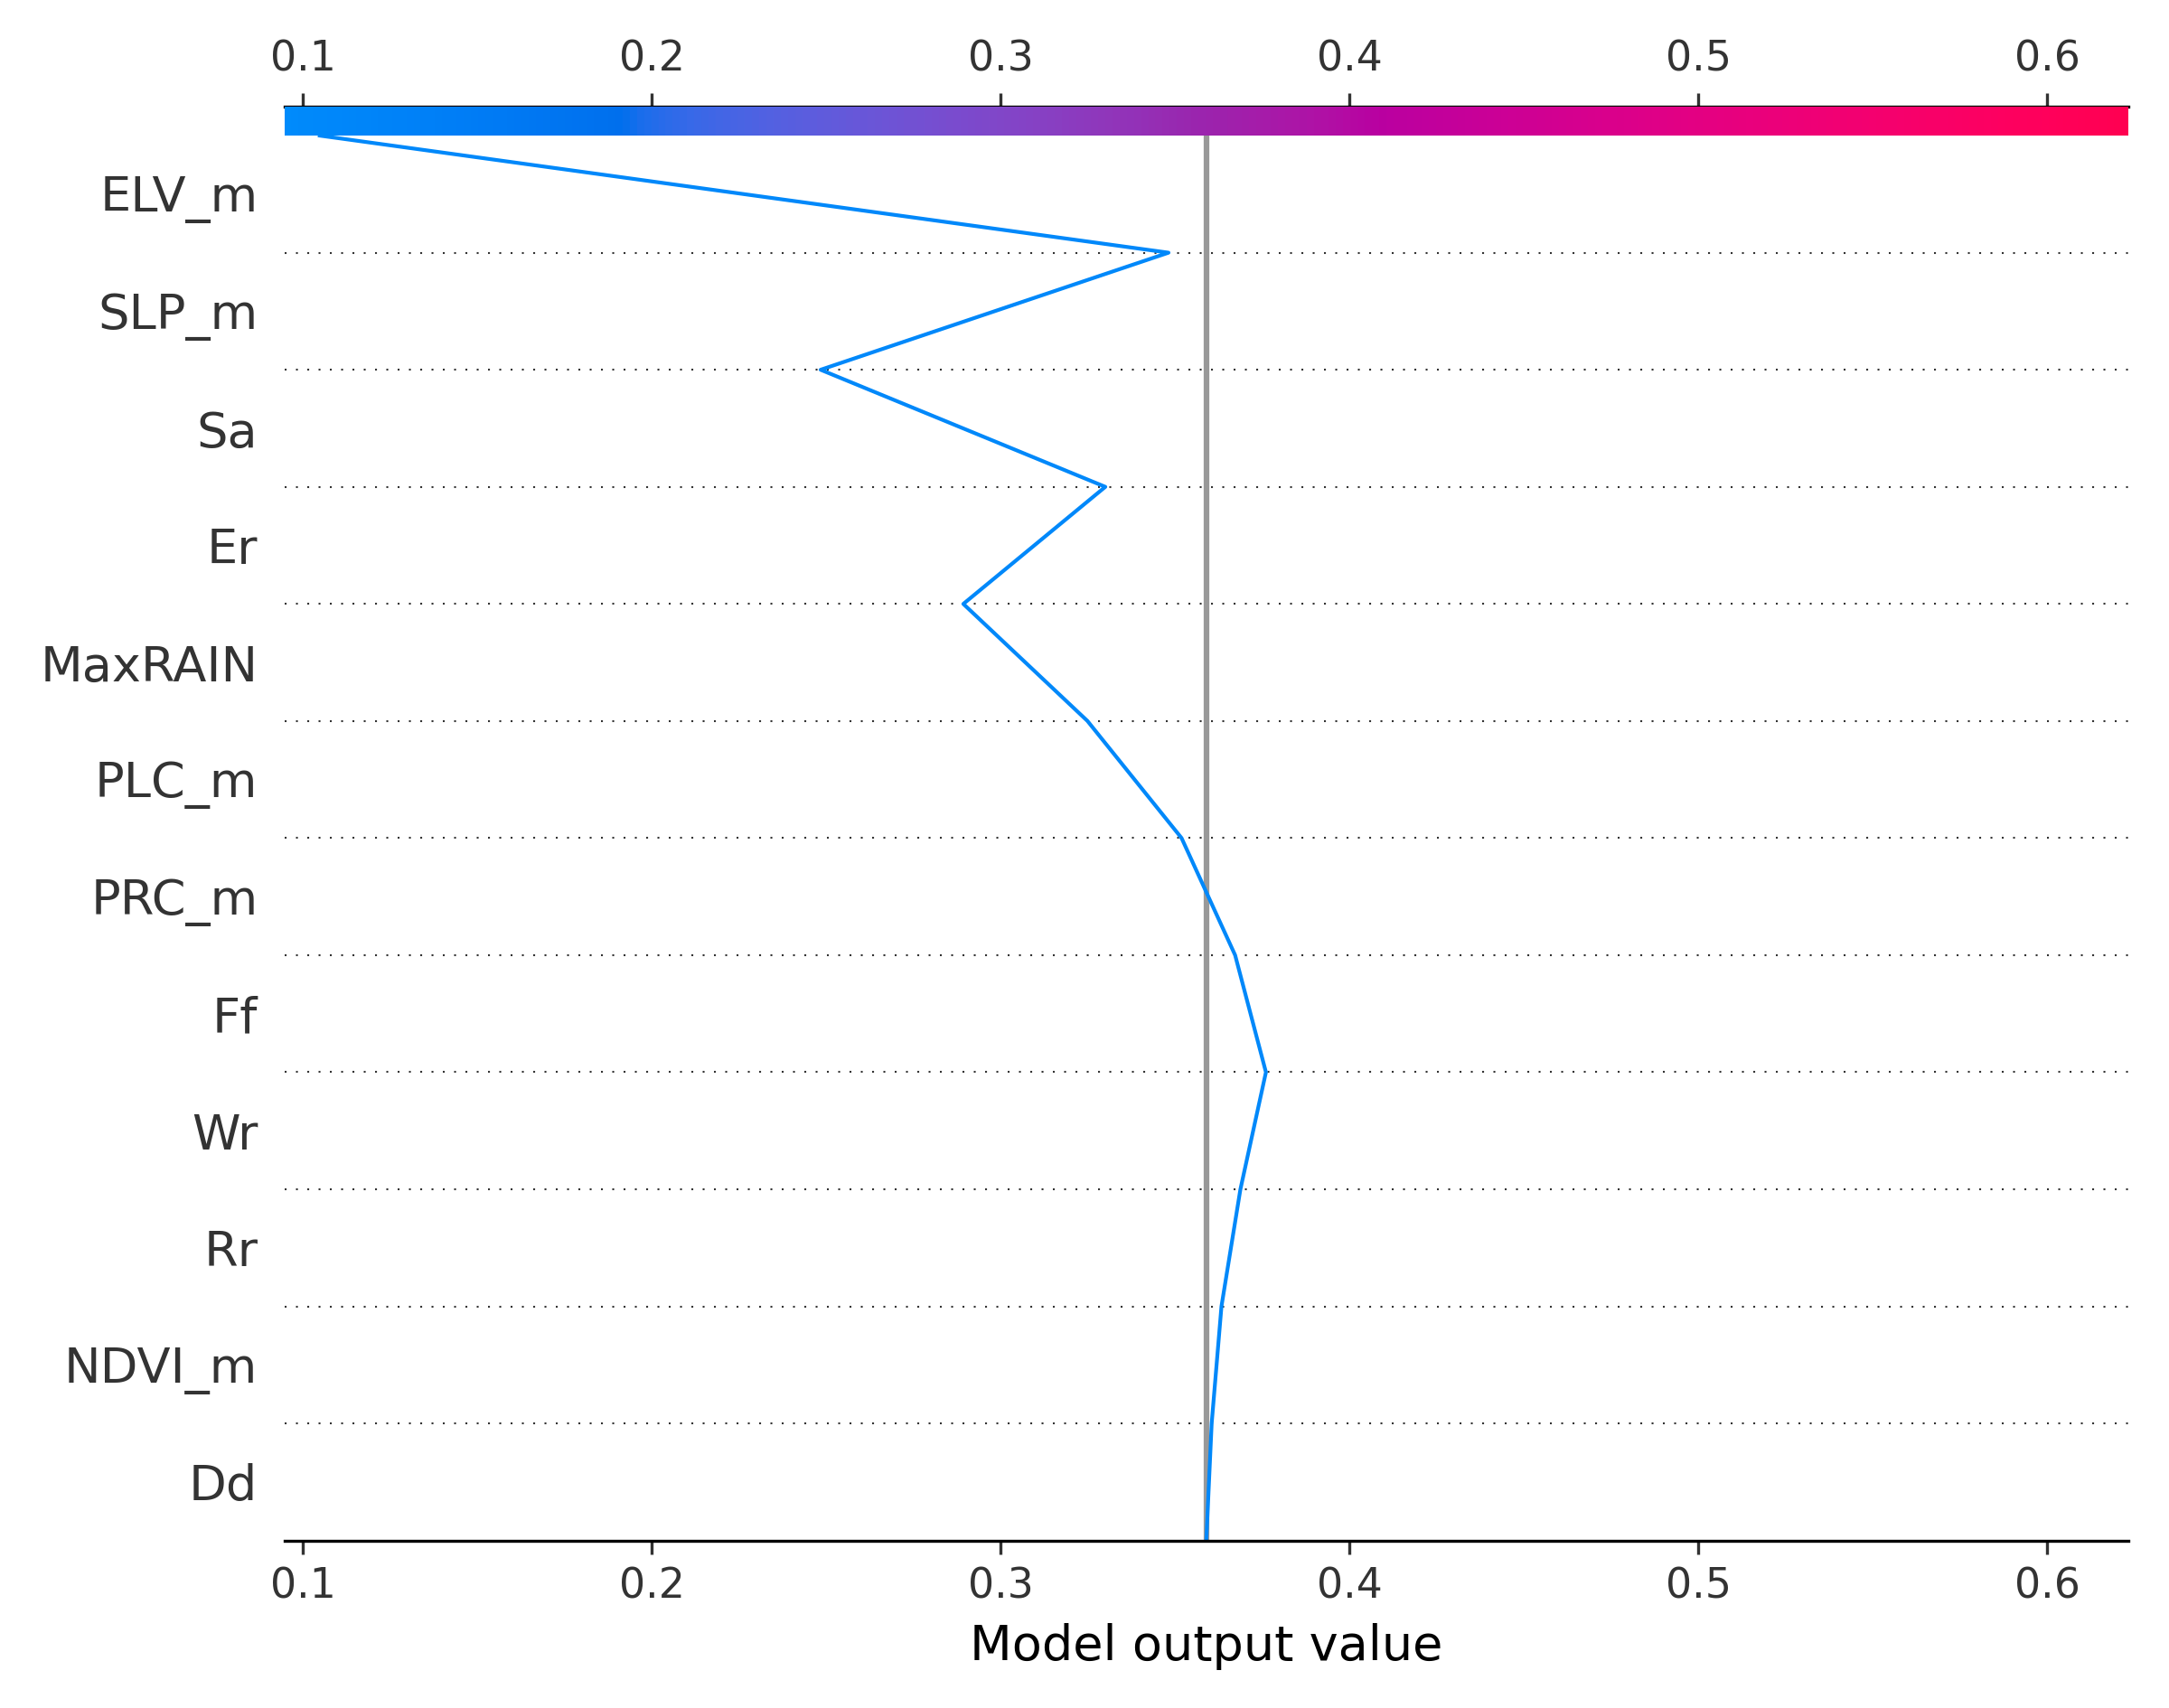 0.1 0.2 0.3 0.4 0.5 0.6
ELV_m
SLP_m
Sa
Er
MaxRAIN
PLC_m
PRC_m
Ff
Wr
Rr
NDVI_m
Dd
0.1 0.2 0.3 0.4 0.5 0.6
Model output value